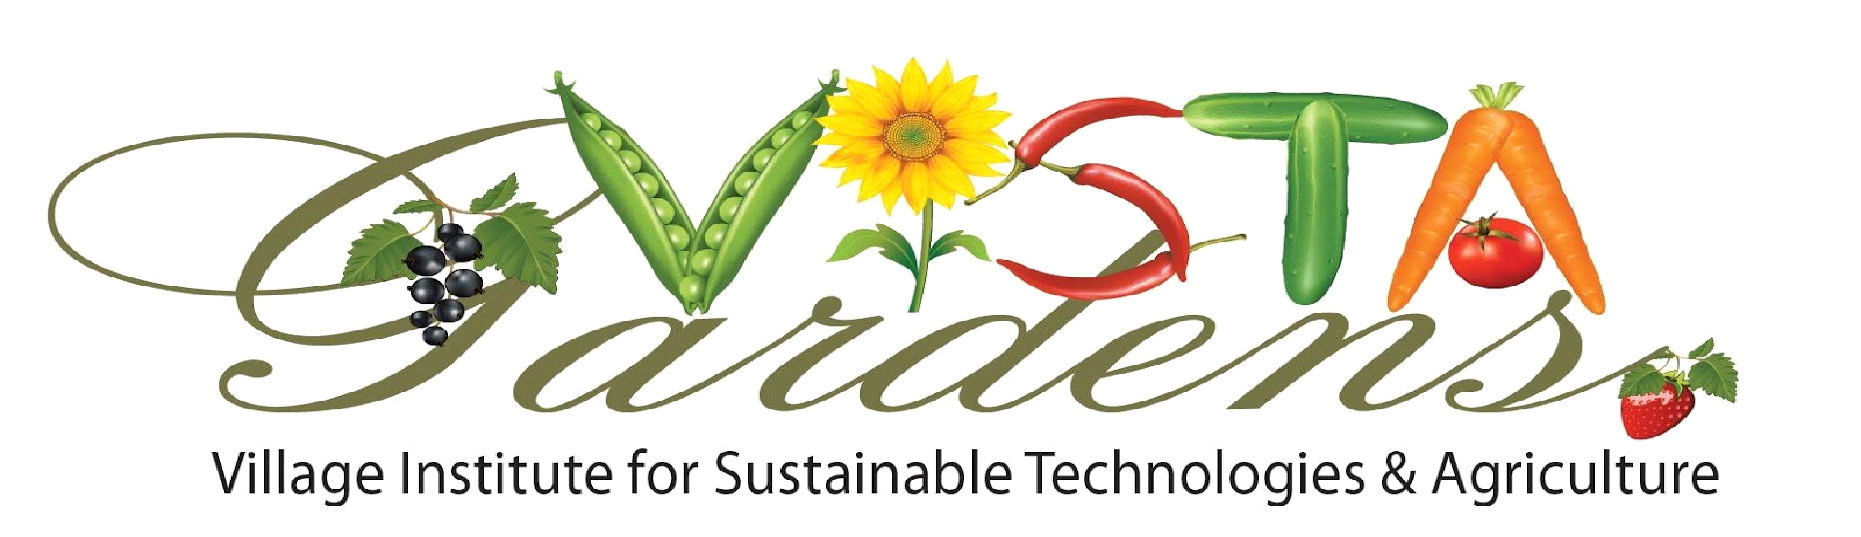 VISTA
Gardens
Village Institute for Sustainable Technologies & Agriculture